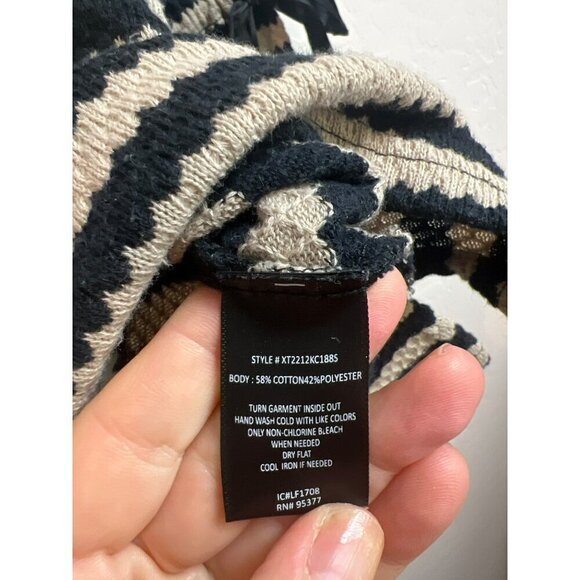 STYLE # XT2212KC188S
BODY : 58% COTTON42%POLYESTER
TURN GARMENT INSIDE OUT
HAND WASH COLD WITH LIKE COLORS
ONLY NON-CHLORINE BLEACH
WHEN NEEDED
DRY FLAT
COOL IRON IF NEEDED
IC#LF1708
RN# 95377